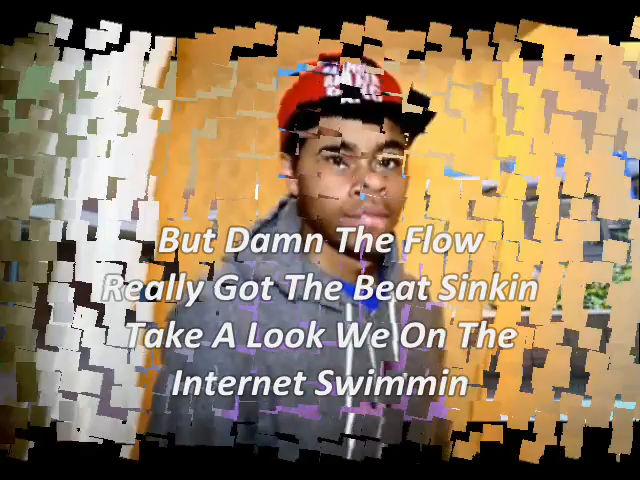 But Damn The Flow
Really Got The Beat Sinkin
Take A Look We On The
Internet Swimmin